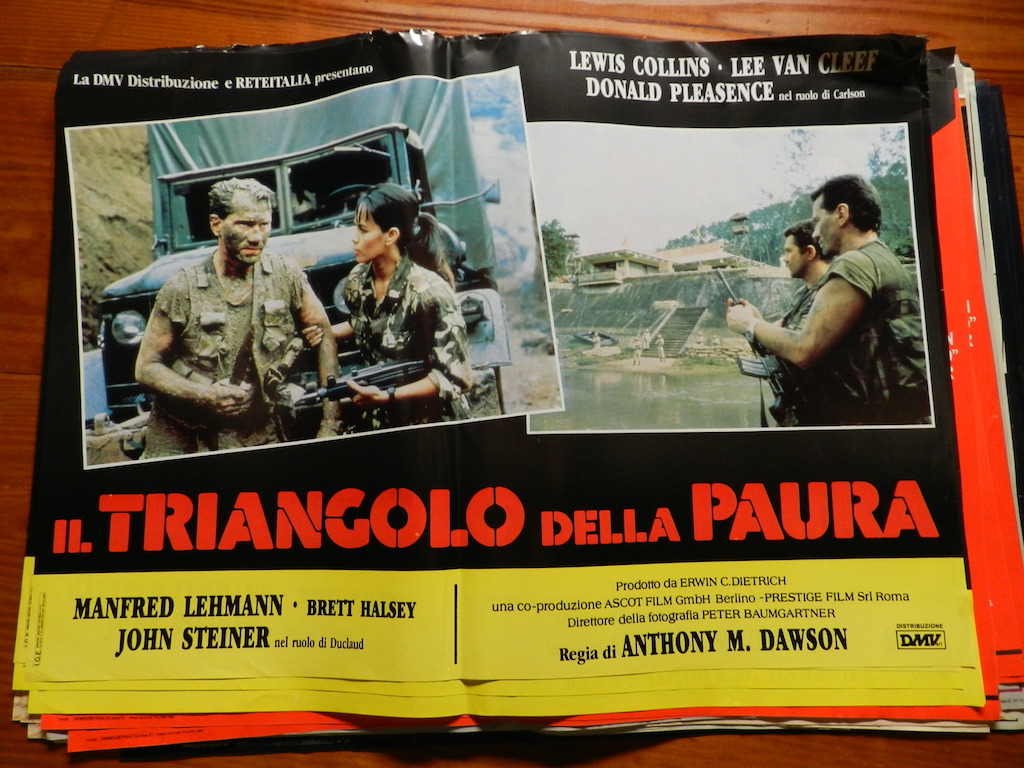 La DMV Distribuzione e RETEITALIA presentano
LEWIS COLLINS · LEE VAN CLEEF
DONALD PLEASENCE nel ruolo di Carlson
IL TRIANGOLO DELLA PAURA
MANFRED LEHMANN · BRETT HALSEY
JOHN STEINER nel ruolo di Duclaud
Prodotto da ERWIN C.DIETRICH
una co-produzione ASCOT FILM GmbH Berlino -PRESTIGE FILM Srl Roma
Direttore della fotografia PETER BAUMGARTNER
Regia di ANTHONY M. DAWSON
DISTRIBUZIONE
DMV